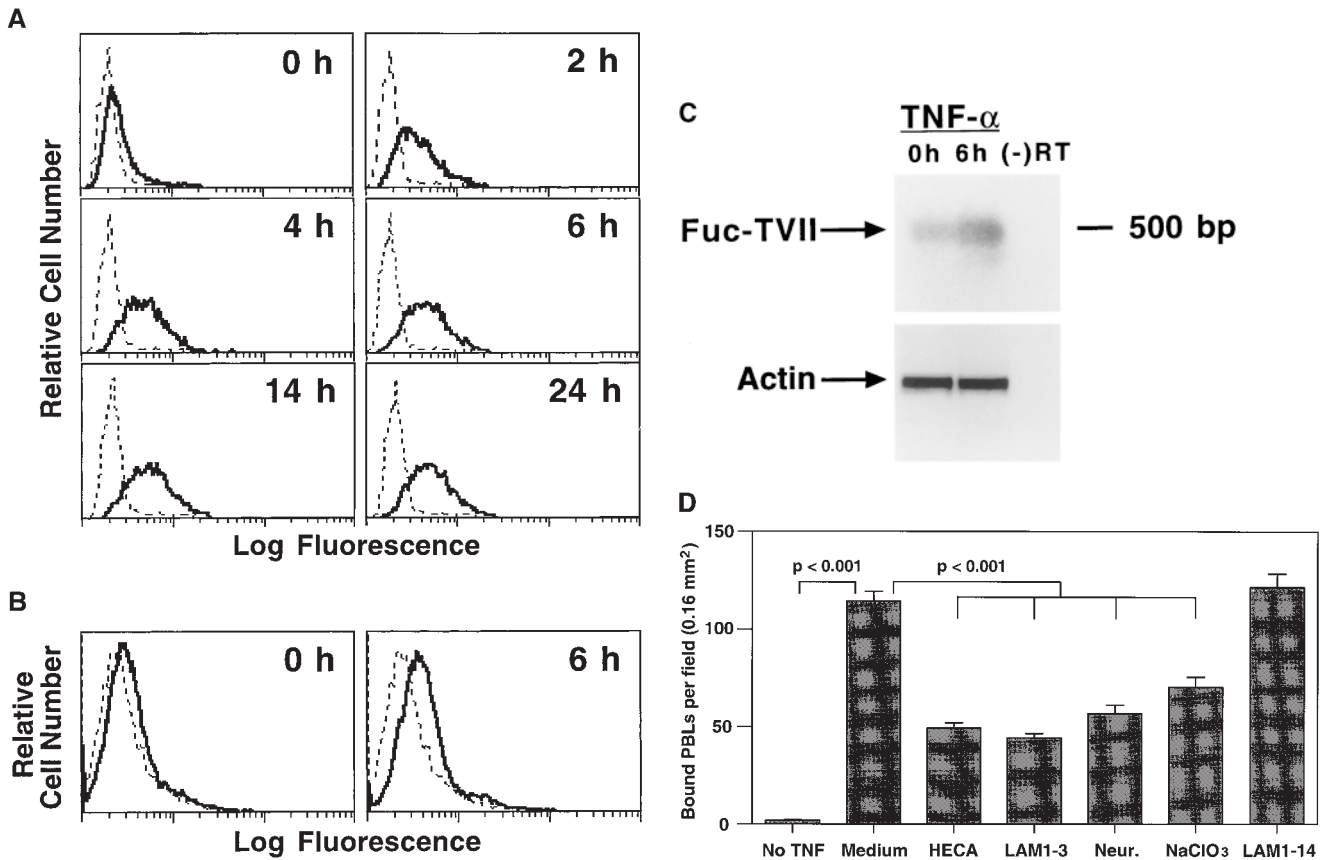 A
0 h
2 h
4 h
6 h
14 h
24 h
Relative Cell Number
Log Fluorescence
B
0 h
6 h
Relative
Cell Number
Log Fluorescence
C
TNF-α
0h 6h (-)RT
Fuc-TVII
500 bp
Actin
D
Bound PBLs per field (0.16 mm²)
150
100
50
0
p < 0.001
p < 0.001
No TNF Medium HECA LAM1-3 Neur. NaClO₃ LAM1-14